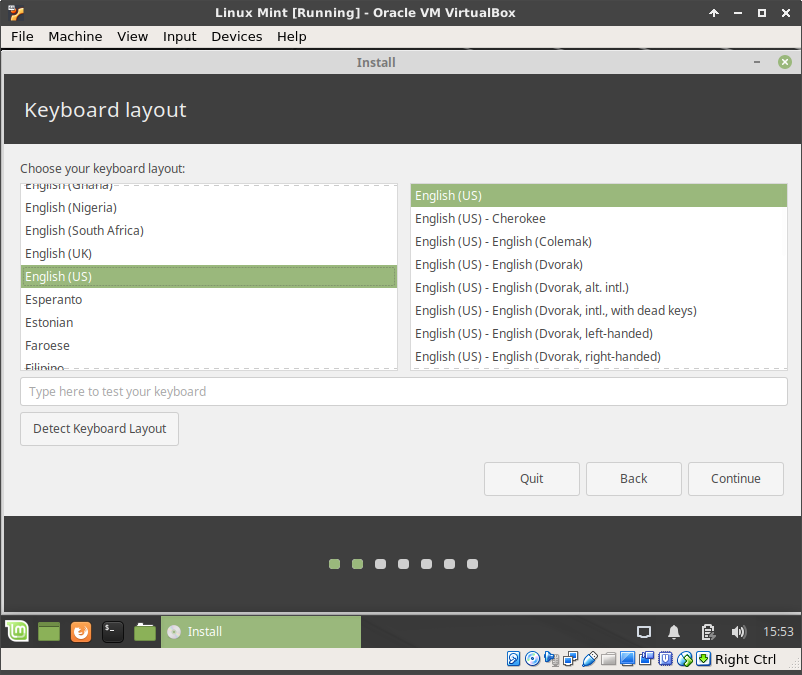 Linux Mint [Running] - Oracle VM VirtualBox
File Machine View Input Devices Help
Install
Keyboard layout
Choose your keyboard layout:
English (Ghana)
English (Nigeria)
English (South Africa)
English (UK)
English (US)
Esperanto
Estonian
Faroese
Filipino
English (US)
English (US) - Cherokee
English (US) - English (Colemak)
English (US) - English (Dvorak)
English (US) - English (Dvorak, alt. intl.)
English (US) - English (Dvorak, intl., with dead keys)
English (US) - English (Dvorak, left-handed)
English (US) - English (Dvorak, right-handed)
Type here to test your keyboard
Detect Keyboard Layout
Quit Back Continue
Install 15:53
Right Ctrl